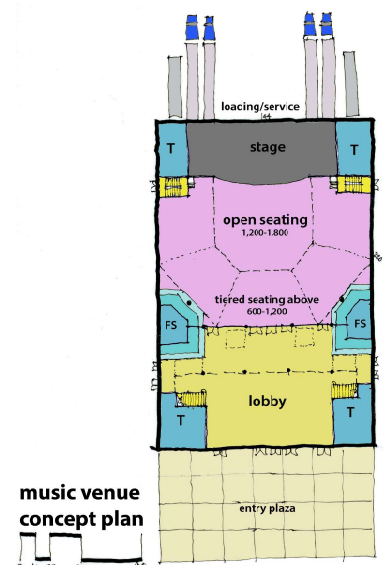 loacing/service
T
stage
T
open seating
1,200-1.800
tiered seating above
600-1,200
FS
FS
lobby
T
T
entry plaza
music venue
concept plan